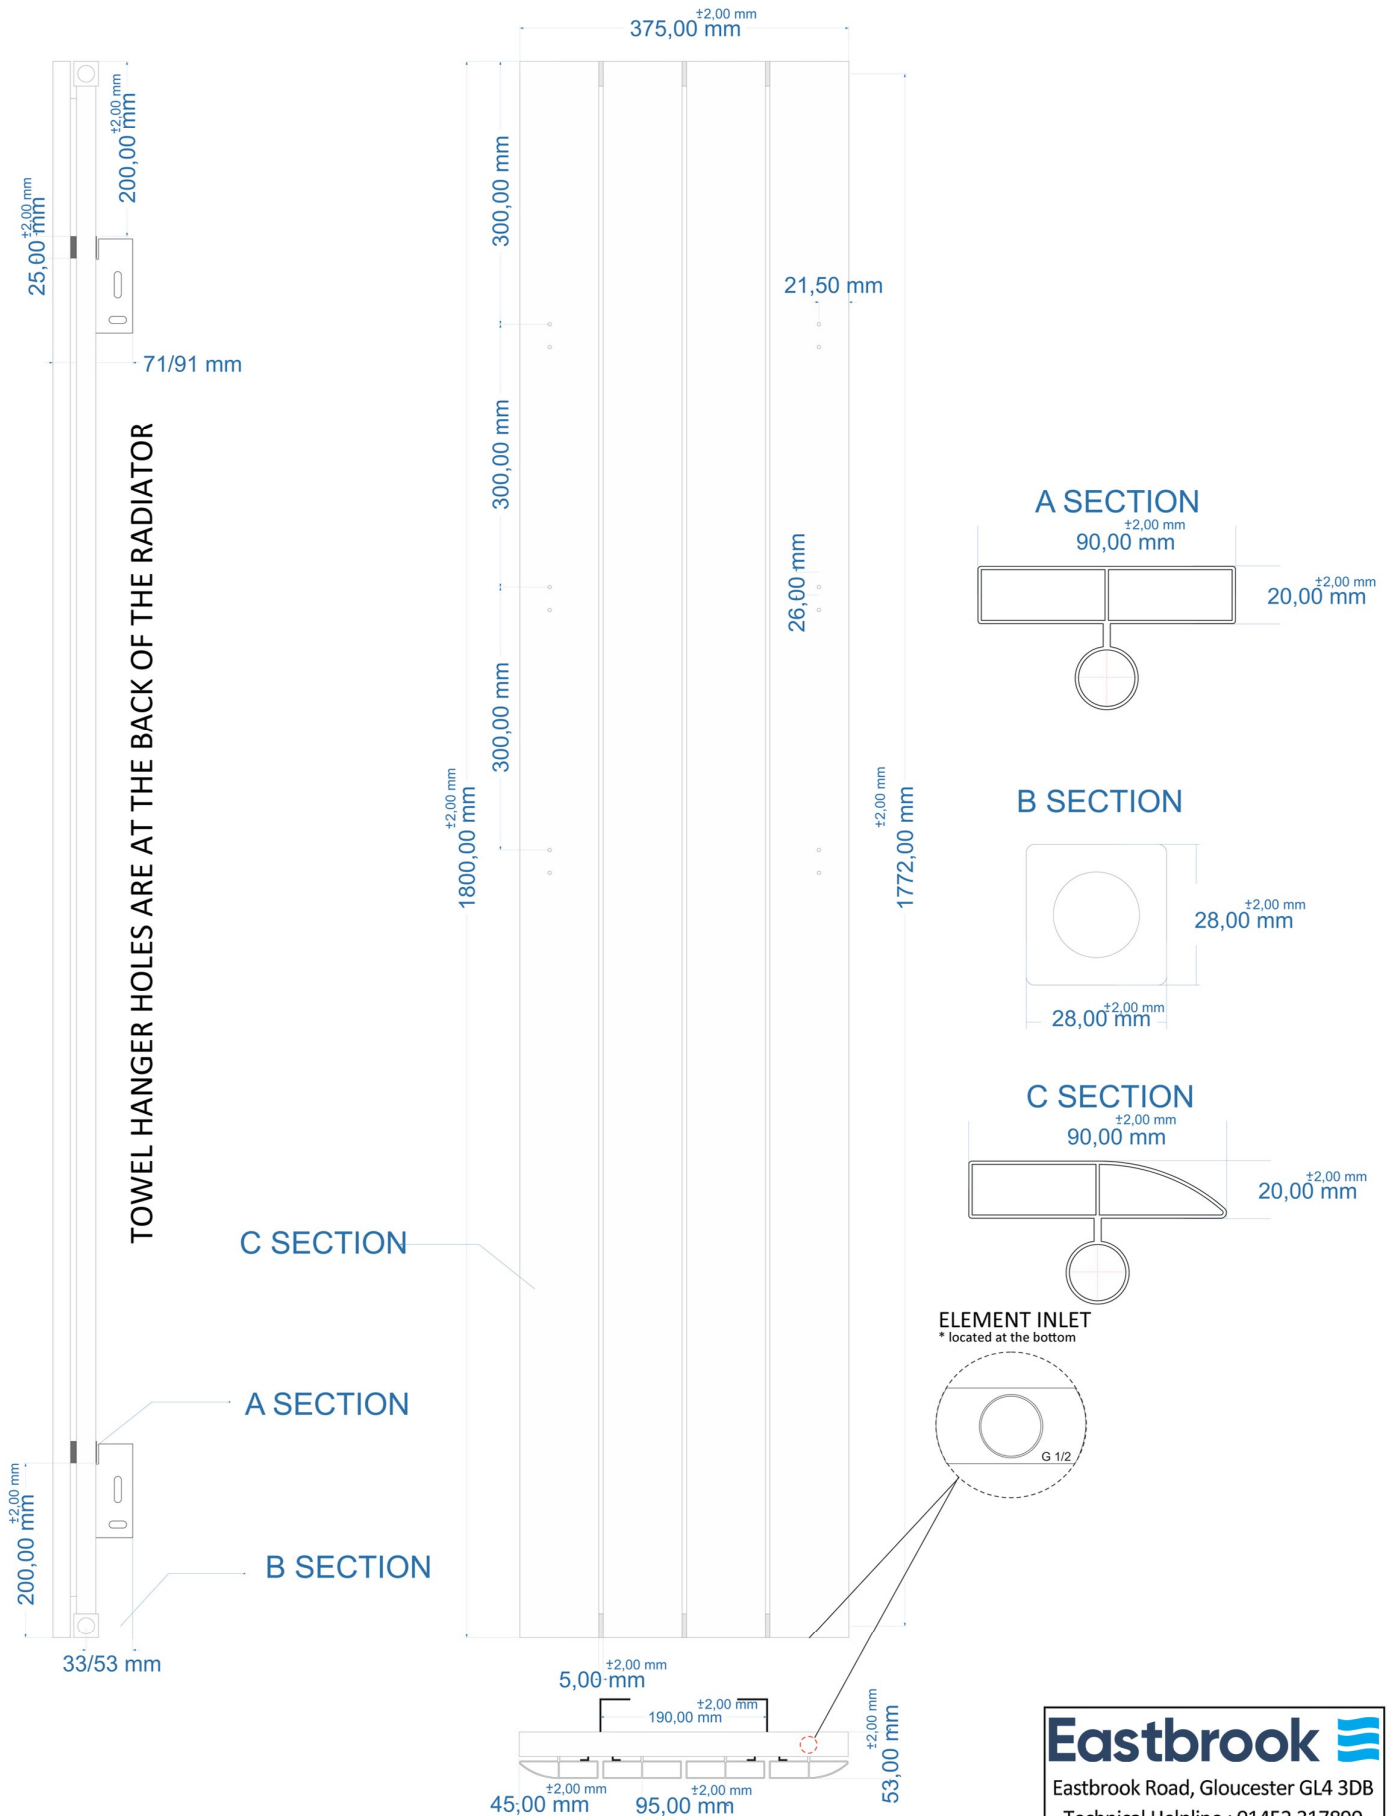 ±2,00 mm
375,00 mm
±2,00 mm
200,00 mm
±2,00 mm
25,00 mm
71/91 mm
300,00 mm
21,50 mm
300,00 mm
26,00 mm
300,00 mm
±2,00 mm
1800,00 mm
±2,00 mm
1772,00 mm
TOWEL HANGER HOLES ARE AT THE BACK OF THE RADIATOR
A SECTION
±2,00 mm
90,00 mm
±2,00 mm
20,00 mm
B SECTION
±2,00 mm
28,00 mm
±2,00 mm
28,00 mm
C SECTION
±2,00 mm
90,00 mm
±2,00 mm
20,00 mm
C SECTION
ELEMENT INLET
* located at the bottom
G 1/2
A SECTION
±2,00 mm
200,00 mm
B SECTION
33/53 mm
±2,00 mm
5,00 mm
±2,00 mm
190,00 mm
±2,00 mm
53,00 mm
±2,00 mm
45,00 mm
±2,00 mm
95,00 mm
Eastbrook
Eastbrook Road, Gloucester GL4 3DB
Technical Helpline : 01452 317890